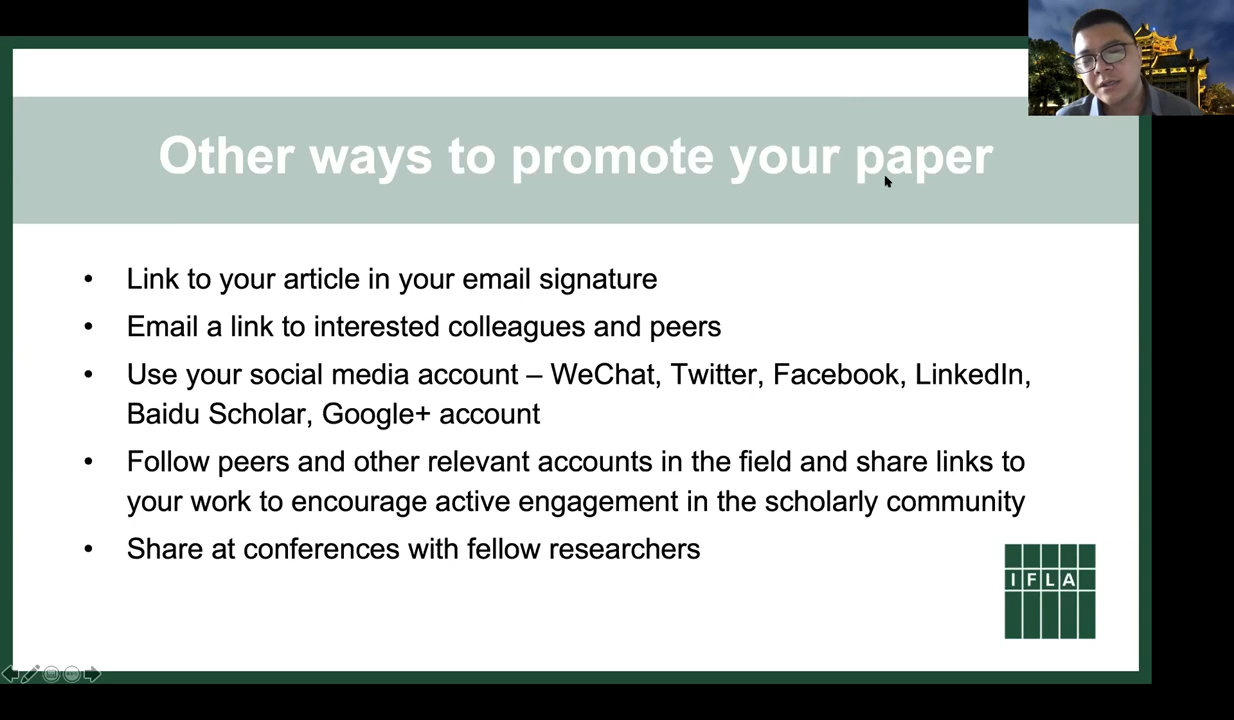 Other ways to promote your paper
• Link to your article in your email signature
• Email a link to interested colleagues and peers
• Use your social media account – WeChat, Twitter, Facebook, LinkedIn,
Baidu Scholar, Google+ account
• Follow peers and other relevant accounts in the field and share links to
your work to encourage active engagement in the scholarly community
• Share at conferences with fellow researchers
IFLA